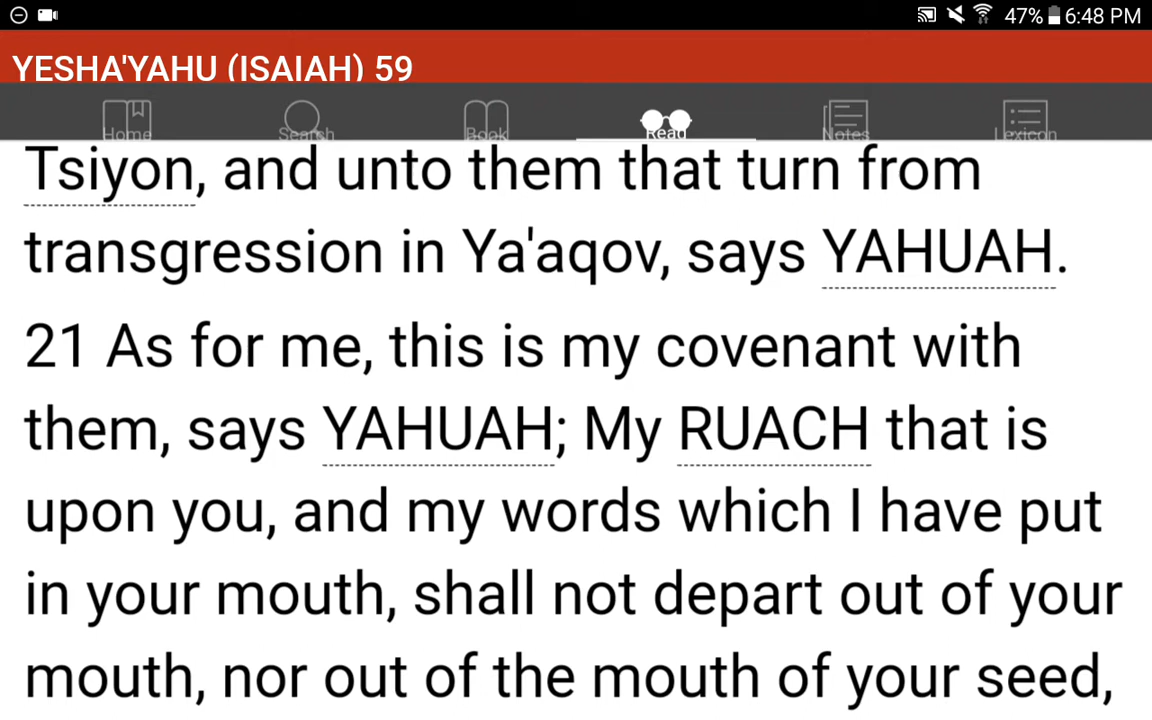 47% 6:48 PM
YESHA'YAHU (ISAIAH) 59
Home Search Book Read Notes Lexicon
Tsiyon, and unto them that turn from
transgression in Ya'aqov, says YAHUAH.
21 As for me, this is my covenant with
them, says YAHUAH; My RUACH that is
upon you, and my words which I have put
in your mouth, shall not depart out of your
mouth, nor out of the mouth of your seed,